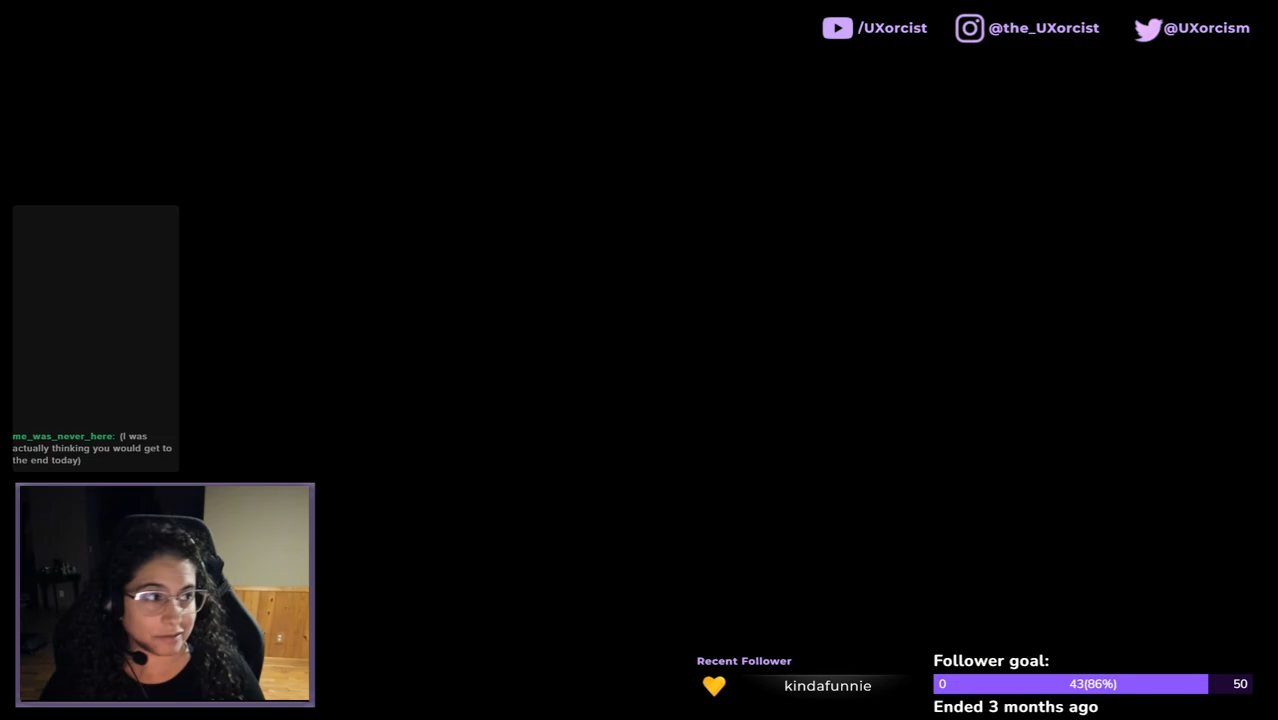 /UXorcist
@the_UXorcist
@UXorcism
me_was_never_here: (I was
actually thinking you would get to
the end today)
Recent Follower
kindafunnie
Follower goal:
0 43(86%) 50
Ended 3 months ago